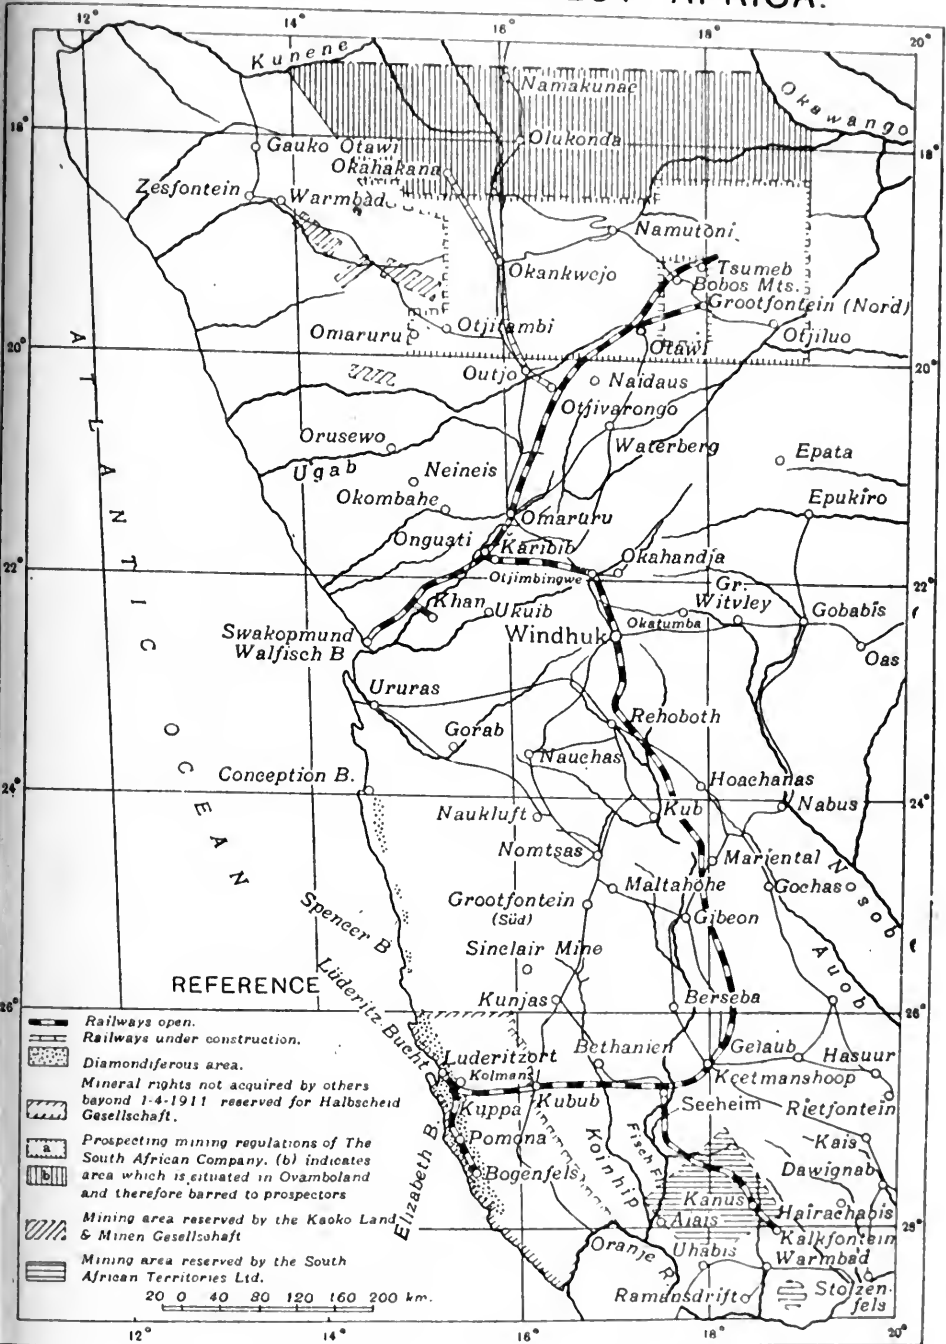 AFRICA.
12° 14° 16° 18° 20°
Kunene
Namakunde
Okawango
18°
Olukonda
18°
Gauko Otawi
Okahakana
Zesfontein
Warmbad
a
Namutoni
Okankwejo
Tsumeb
Bobos Mts.
Grootfontein (Nord)
Omaruru
Otjitambi
Otjiluo
Otawi
20°
20°
Outjo
Naidaus
Otjivarongo
Orusewo
Waterberg
Ugab
Neineis
Epata
Okombahe
Epukiro
Omaruru
Onguati
Karibib
Okahandja
22°
22°
Otjimbingwe
Khan
Ukuib
Gr. Witvley
Gobabis
Swakopmund
Okatumba
Walfisch B
Windhuk
Oas
ATLANTIC OCEAN
Ururas
Rehoboth
Gorab
Nauchas
Conception B.
Hoachanas
24°
24°
Naukluft
Kub
Nabus
Nomtsas
Mariental
Maltahohe
Gochas
Nosob
Grootfontein
(Süd)
Gibeon
Spencer B
Auob
Sinclair Mine
REFERENCE
Lüderitz Bucht
Kunjas
Berseba
26°
26°
Railways open.
Railways under construction.
Diamondiferous area.
Mineral rights not acquired by others
beyond 1-4-1911 reserved for Halbscheid
Gesellschaft.
a
Prospecting mining regulations of The
South African Company. (b) indicates
b
area which is situated in Ovamboland
and therefore barred to prospectors
Mining area reserved by the Kaoko Land
& Minen Gesellschaft
Mining area reserved by the South
African Territories Ltd.
20 0 40 80 120 160 200 km.
Bethanien
Gelaub
Hasuur
Luderitzort
Kolmans
Keetmanshoop
Kuppa
Kubub
Seeheim
Rietfontein
Elizabeth B.
Pomona
Koinhip
Fisch Fl.
Kais
Dawignab
Bogenfels
Kanus
Hairachabis
Aiais
28°
Kalkfontein
Oranje R.
Uhabis
Warmbad
Ramansdrift
Stolzenfels
12° 14° 16° 18° 20°